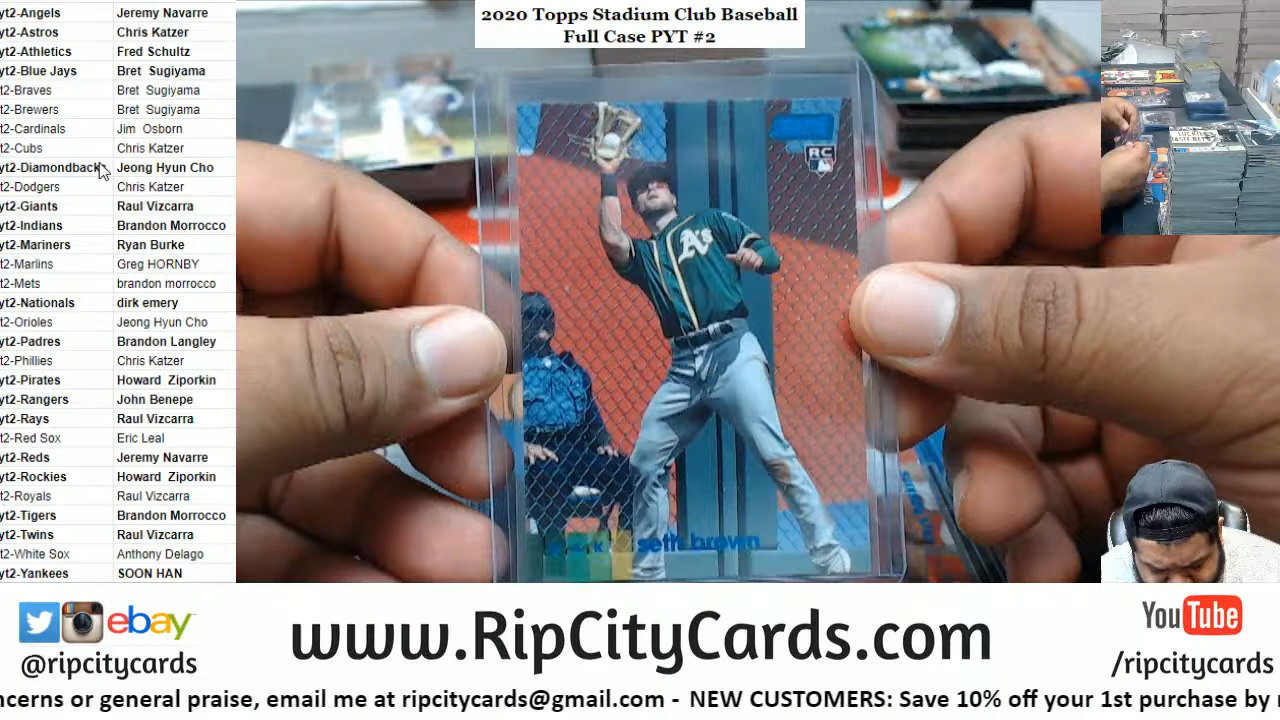 2020 Topps Stadium Club Baseball
Full Case PYT #2
yt2-Angels Jeremy Navarre
yt2-Astros Chris Katzer
yt2-Athletics Fred Schultz
yt2-Blue Jays Bret Sugiyama
t2-Braves Bret Sugiyama
t2-Brewers Bret Sugiyama
t2-Cardinals Jim Osborn
t2-Cubs Chris Katzer
yt2-Diamondbacks Jeong Hyun Cho
t2-Dodgers Chris Katzer
yt2-Giants Raul Vizcarra
yt2-Indians Brandon Morrocco
yt2-Mariners Ryan Burke
t2-Marlins Greg HORNBY
t2-Mets brandon morrocco
yt2-Nationals dirk emery
t2-Orioles Jeong Hyun Cho
yt2-Padres Brandon Langley
t2-Phillies Chris Katzer
yt2-Pirates Howard Ziporkin
yt2-Rangers John Benepe
yt2-Rays Raul Vizcarra
t2-Red Sox Eric Leal
yt2-Reds Jeremy Navarre
yt2-Rockies Howard Ziporkin
t2-Royals Raul Vizcarra
yt2-Tigers Brandon Morrocco
yt2-Twins Raul Vizcarra
t2-White Sox Anthony Delago
yt2-Yankees SOON HAN
RC
A's
seth brown
ebay
@ripcitycards
www.RipCityCards.com
YouTube
/ripcitycards
ncerns or general praise, email me at ripcitycards@gmail.com - NEW CUSTOMERS: Save 10% off your 1st purchase by